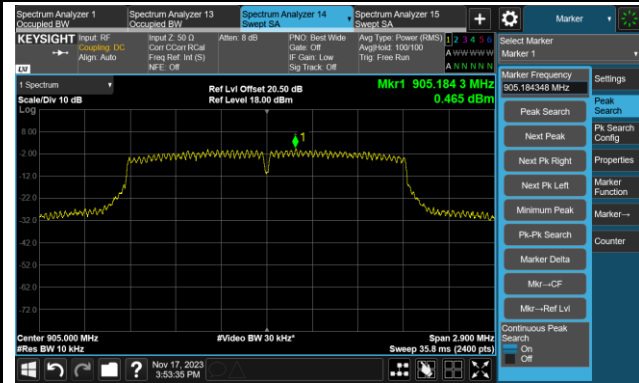 Spectrum Analyzer 1
Occupied BW
Spectrum Analyzer 13
Occupied BW
Spectrum Analyzer 14
Swept SA
Spectrum Analyzer 15
Swept SA
+
Marker
KEYSIGHT
Input: RF
Coupling: DC
Align: Auto
Input Z: 50 Ω
Corr CCorr RCal
Freq Ref: Int (S)
NFE: Off
Atten: 8 dB
PNO: Best Wide
Gate: Off
IF Gain: Low
Sig Track: Off
Avg Type: Power (RMS)
Avg|Hold: 100/100
Trig: Free Run
1 2 3 4 5 6
A W W W W W
A N N N N N
LXI
Select Marker
Marker 1
1 Spectrum
Scale/Div 10 dB
Ref Lvl Offset 20.50 dB
Ref Level 18.00 dBm
Mkr1 905.184 3 MHz
0.465 dBm
Log
8.00
-2.00
-12.0
-22.0
-32.0
-42.0
-52.0
-62.0
-72.0
1
Center 905.000 MHz
#Res BW 10 kHz
#Video BW 30 kHz*
Span 2.900 MHz
Sweep 35.8 ms (2400 pts)
Marker Frequency
905.184348 MHz
Peak Search
Next Peak
Next Pk Right
Next Pk Left
Minimum Peak
Pk-Pk Search
Marker Delta
Mkr→CF
Mkr→Ref Lvl
Continuous Peak
Search
On
Off
Settings
Peak
Search
Pk Search
Config
Properties
Marker
Function
Marker→
Counter
?
Nov 17, 2023
3:53:35 PM